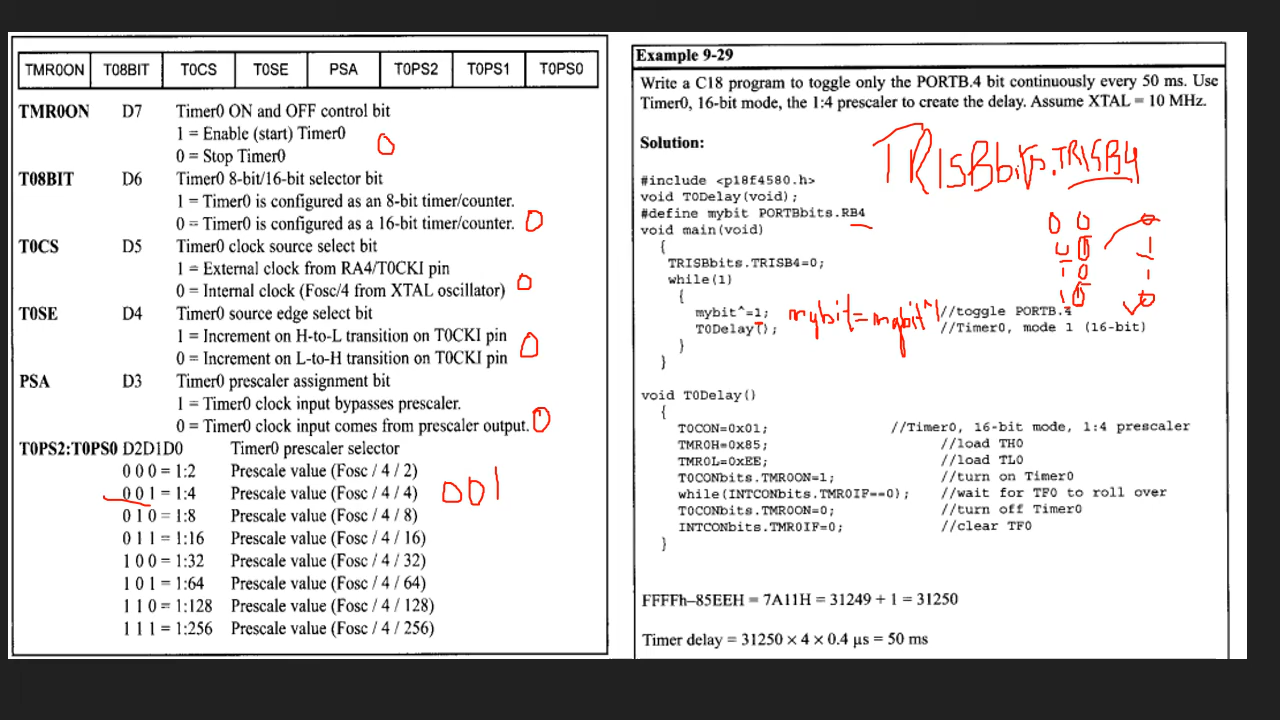 TMR0ON T08BIT T0CS T0SE PSA T0PS2 T0PS1 T0PS0
TMR0ON D7 Timer0 ON and OFF control bit
1 = Enable (start) Timer0
0 = Stop Timer0 0
T08BIT D6 Timer0 8-bit/16-bit selector bit
1 = Timer0 is configured as an 8-bit timer/counter.
0 = Timer0 is configured as a 16-bit timer/counter. 0
T0CS D5 Timer0 clock source select bit
1 = External clock from RA4/T0CKI pin
0 = Internal clock (Fosc/4 from XTAL oscillator) 0
T0SE D4 Timer0 source edge select bit
1 = Increment on H-to-L transition on T0CKI pin
0 = Increment on L-to-H transition on T0CKI pin 0
PSA D3 Timer0 prescaler assignment bit
1 = Timer0 clock input bypasses prescaler.
0 = Timer0 clock input comes from prescaler output. 0
T0PS2:T0PS0 D2D1D0 Timer0 prescaler selector
0 0 0 = 1:2 Prescale value (Fosc / 4 / 2)
0 0 1 = 1:4 Prescale value (Fosc / 4 / 4) 001
0 1 0 = 1:8 Prescale value (Fosc / 4 / 8)
0 1 1 = 1:16 Prescale value (Fosc / 4 / 16)
1 0 0 = 1:32 Prescale value (Fosc / 4 / 32)
1 0 1 = 1:64 Prescale value (Fosc / 4 / 64)
1 1 0 = 1:128 Prescale value (Fosc / 4 / 128)
1 1 1 = 1:256 Prescale value (Fosc / 4 / 256)
Example 9-29
Write a C18 program to toggle only the PORTB.4 bit continuously every 50 ms. Use
Timer0, 16-bit mode, the 1:4 prescaler to create the delay. Assume XTAL = 10 MHz.
Solution:
TRISBbits.TRISB4
#include <p18f4580.h>
void T0Delay(void);
#define mybit PORTBbits.RB4
void main(void)
{
TRISBbits.TRISB4=0;
while(1)
{
mybit^=1; mybit=mybit^1 //toggle PORTB.4
T0Delay(); //Timer0, mode 1 (16-bit)
}
}
0 0 0
0 1
1 0 1
1 0
void T0Delay()
{
T0CON=0x01; //Timer0, 16-bit mode, 1:4 prescaler
TMR0H=0x85; //load TH0
TMR0L=0xEE; //load TL0
T0CONbits.TMR0ON=1; //turn on Timer0
while(INTCONbits.TMR0IF==0); //wait for TF0 to roll over
T0CONbits.TMR0ON=0; //turn off Timer0
INTCONbits.TMR0IF=0; //clear TF0
}
FFFFh–85EEH = 7A11H = 31249 + 1 = 31250
Timer delay = 31250 × 4 × 0.4 µs = 50 ms